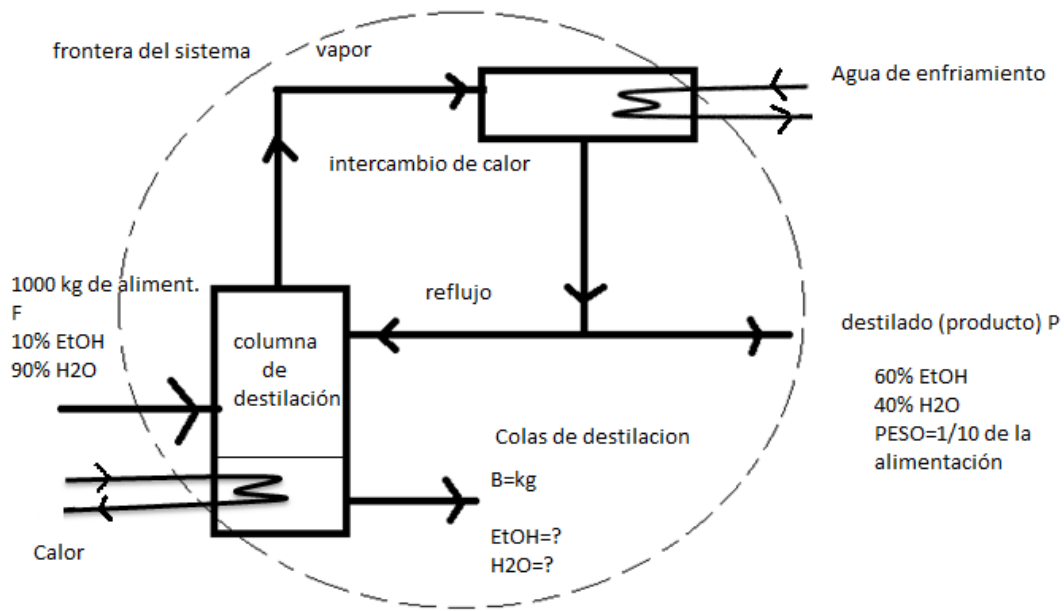 frontera del sistema
vapor
Agua de enfriamiento
intercambio de calor
1000 kg de aliment.
F
10% EtOH
90% H2O
reflujo
columna
de
destilación
destilado (producto) P
60% EtOH
40% H2O
PESO=1/10 de la
alimentación
Colas de destilacion
B=kg
EtOH=?
H2O=?
Calor